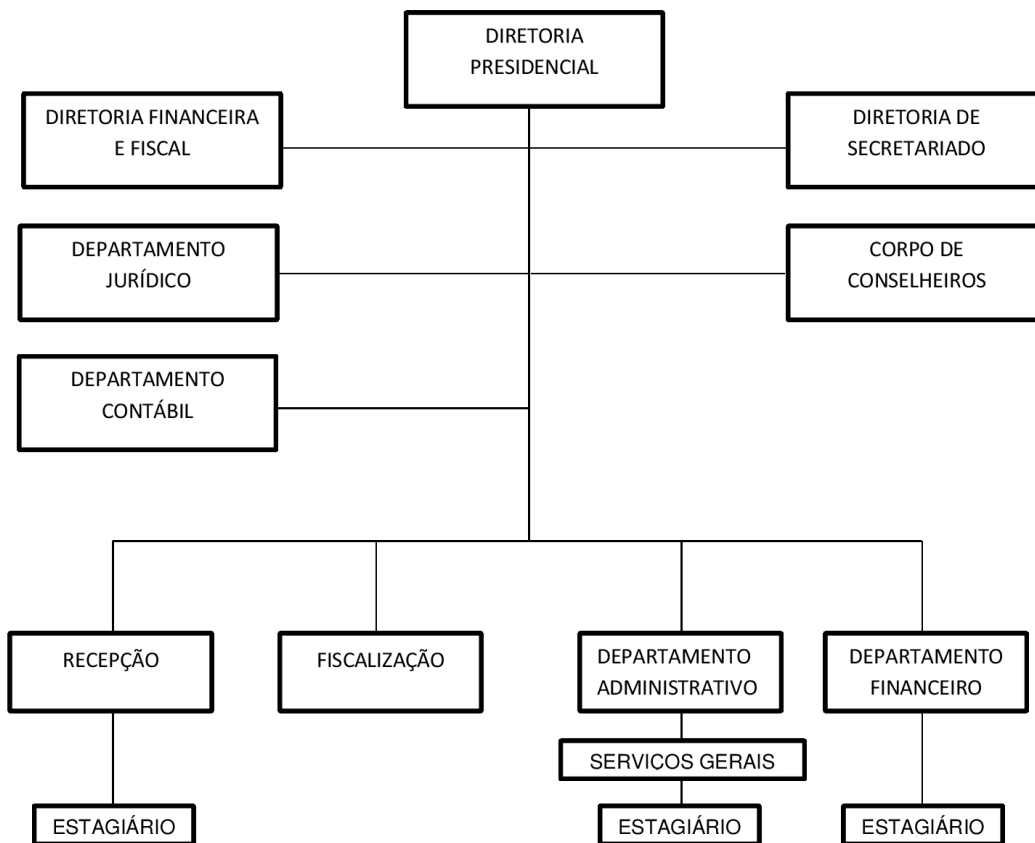 DIRETORIA
PRESIDENCIAL
DIRETORIA FINANCEIRA
E FISCAL
DIRETORIA DE
SECRETARIADO
DEPARTAMENTO
JURÍDICO
CORPO DE
CONSELHEIROS
DEPARTAMENTO
CONTÁBIL
RECEPÇÃO
FISCALIZAÇÃO
DEPARTAMENTO
ADMINISTRATIVO
DEPARTAMENTO
FINANCEIRO
SERVIÇOS GERAIS
ESTAGIÁRIO
ESTAGIÁRIO
ESTAGIÁRIO